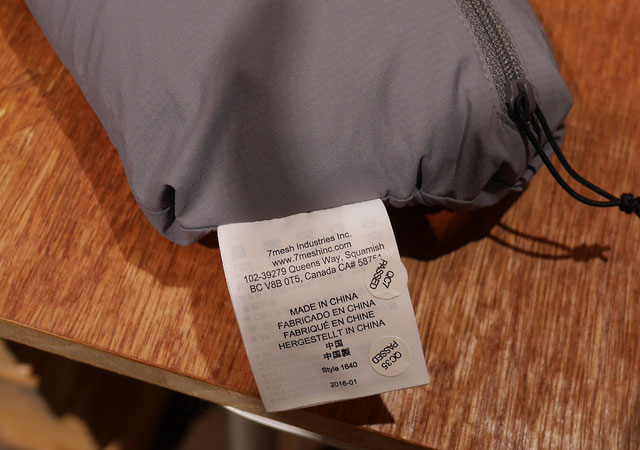 7mesh Industries Inc.
www.7meshinc.com
102-39279 Queens Way, Squamish
BC V8B 0T5, Canada CA#
QC7
PASSED
MADE IN CHINA
FABRICADO EN CHINA
FABRIQUÉ EN CHINE
HERGESTELLT IN CHINA
中国
中国製
QC35
PASSED
Style 1640
2016-01